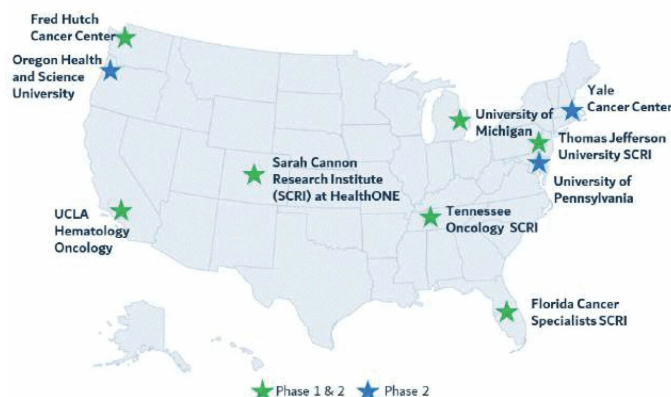 Fred Hutch
Cancer Center
Oregon Health
and Science
University
Yale
Cancer Center
University of
Michigan
Thomas Jefferson
University SCRI
Sarah Cannon
Research Institute
(SCRI) at HealthONE
University of
Pennsylvania
UCLA
Hematology
Oncology
Tennessee
Oncology SCRI
Florida Cancer
Specialists SCRI
Phase 1 & 2
Phase 2